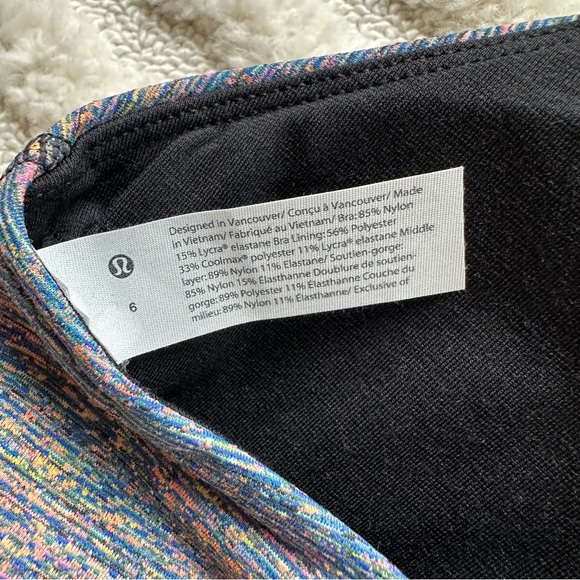 Designed in Vancouver/ Conçu à Vancouver/ Made
in Vietnam/ Fabriqué au Vietnam/ Bra: 85% Nylon
15% Lycra® elastane Bra Lining: 56% Polyester
33% Coolmax® polyester 11% Lycra® elastane Middle
layer: 89% Nylon 11% Elastane/ Soutien-gorge:
85% Nylon 15% Elasthanne Doublure de soutien-
gorge: 89% Polyester 11% Elasthanne Couche du
milieu: 89% Nylon 11% Elasthanne/ Exclusive of
6